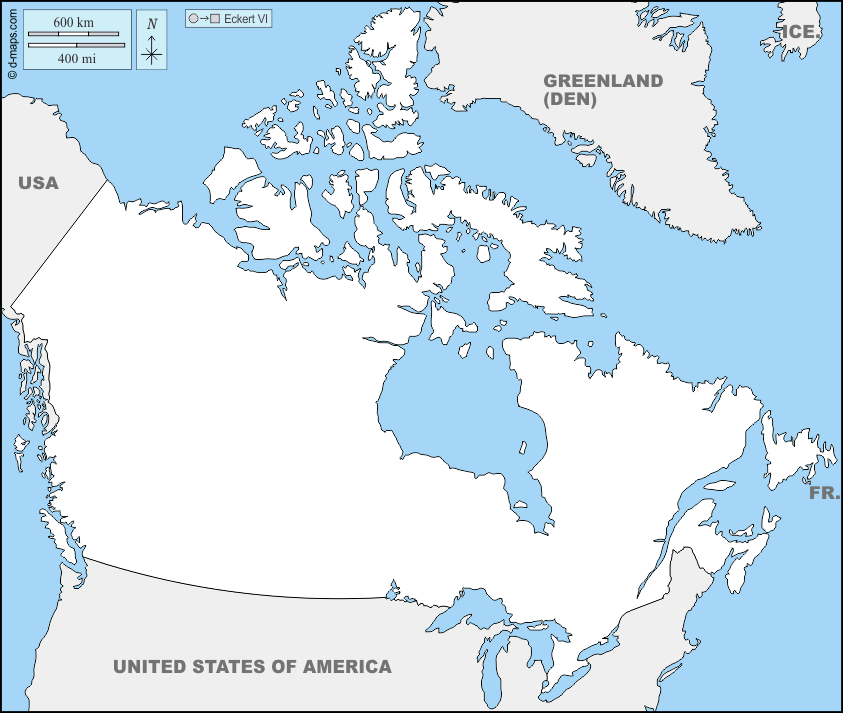 © d-maps.com
600 km
400 mi
N
Eckert VI
ICE.
GREENLAND
(DEN)
USA
FR.
UNITED STATES OF AMERICA